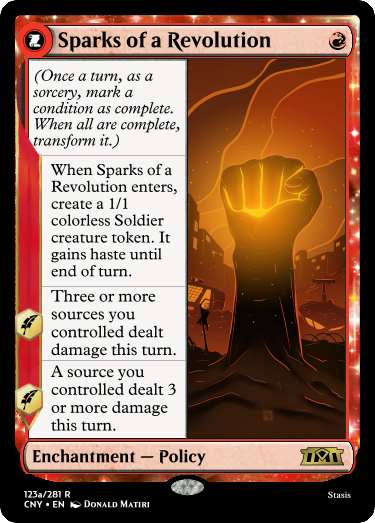 Sparks of a Revolution
(Once a turn, as a
sorcery, mark a
condition as complete.
When all are complete,
transform it.)
When Sparks of a
Revolution enters,
create a 1/1
colorless Soldier
creature token. It
gains haste until
end of turn.
Three or more
sources you
controlled dealt
damage this turn.
A source you
controlled dealt 3
or more damage
this turn.
Enchantment — Policy
123a/281 R
CNY • EN DONALD MATIRI
Stasis